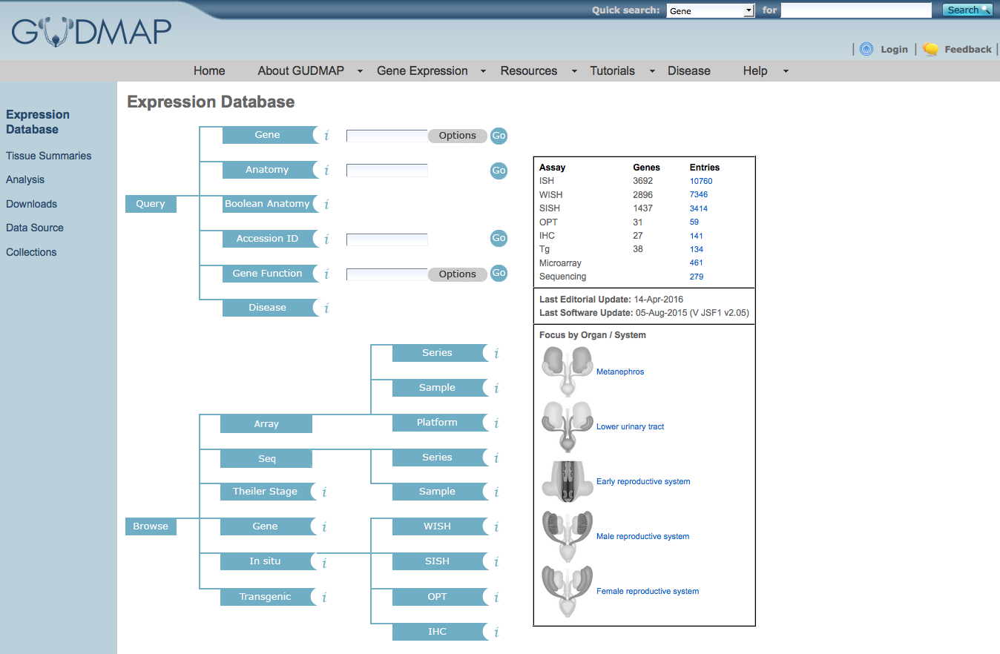 Quick search: Gene for Search
GUDMAP
Login Feedback
Home About GUDMAP Gene Expression Resources Tutorials Disease Help
Expression
Database
Tissue Summaries
Analysis
Downloads
Data Source
Collections
Expression Database
Query
Gene i Options Go
Anatomy i Go
Boolean Anatomy i
Accession ID i Go
Gene Function i Options Go
Disease i
Browse
Array
Series i
Sample i
Platform i
Seq
Series i
Sample i
Theiler Stage i
Gene i
In situ i
WISH i
SISH i
OPT i
IHC i
Transgenic i
Assay Genes Entries
ISH 3692 10760
WISH 2896 7346
SISH 1437 3414
OPT 31 59
IHC 27 141
Tg 38 134
Microarray 461
Sequencing 279
Last Editorial Update: 14-Apr-2016
Last Software Update: 05-Aug-2015 (V JSF1 v2.05)
Focus by Organ / System
Metanephros
Lower urinary tract
Early reproductive system
Male reproductive system
Female reproductive system